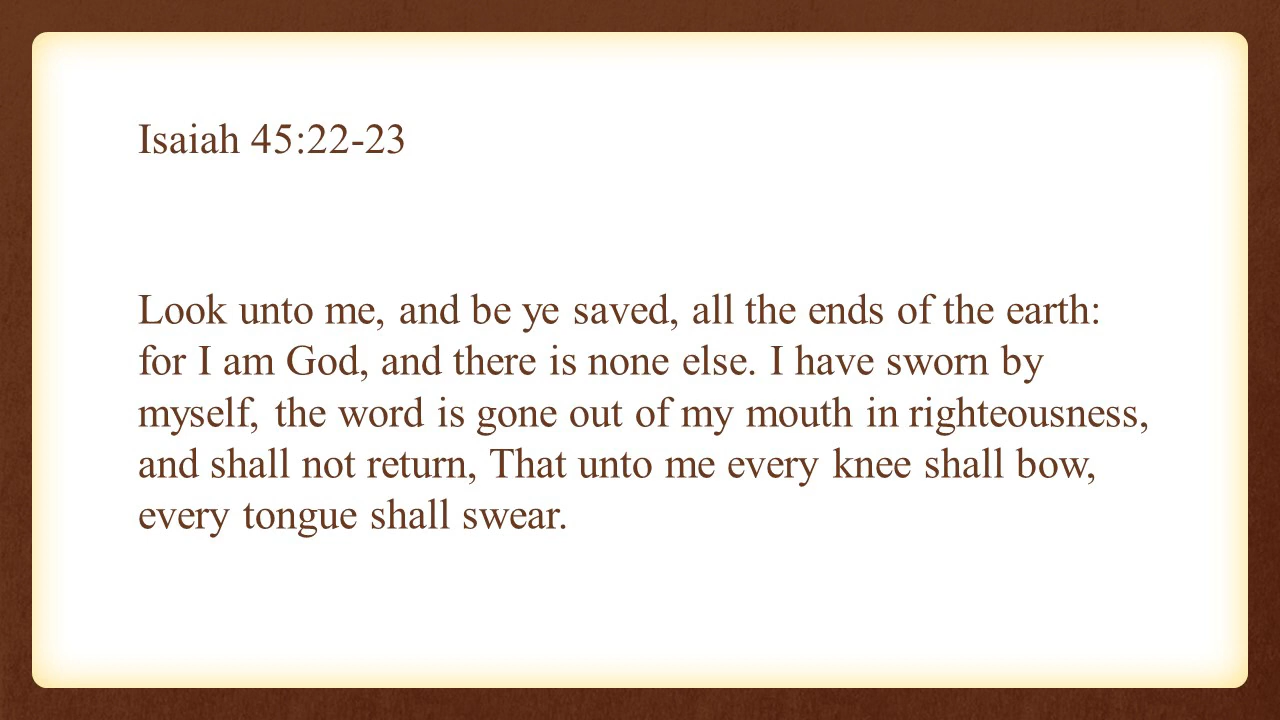 Isaiah 45:22-23
Look unto me, and be ye saved, all the ends of the earth:
for I am God, and there is none else. I have sworn by
myself, the word is gone out of my mouth in righteousness,
and shall not return, That unto me every knee shall bow,
every tongue shall swear.